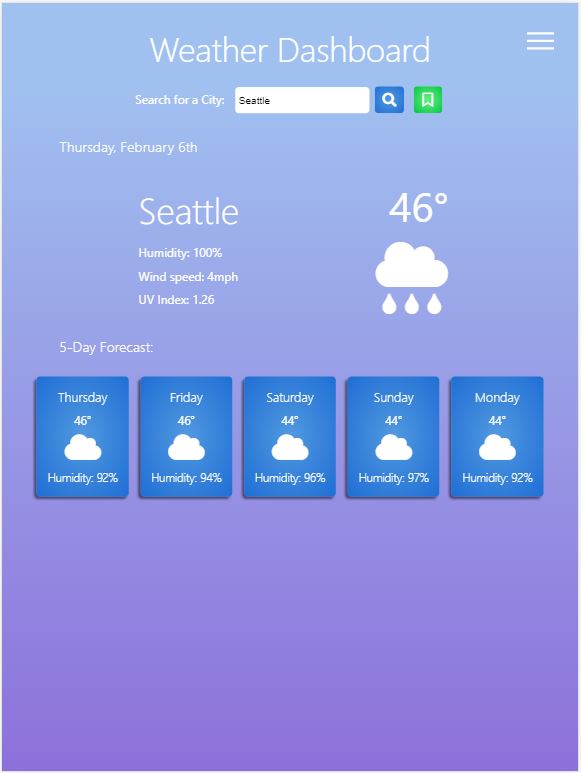 Weather Dashboard
Search for a City: Seattle
Thursday, February 6th
Seattle
46°
Humidity: 100%
Wind speed: 4mph
UV Index: 1.26
5-Day Forecast:
Thursday Friday Saturday Sunday Monday
46° 46° 44° 44° 44°
Humidity: 92% Humidity: 94% Humidity: 96% Humidity: 97% Humidity: 92%